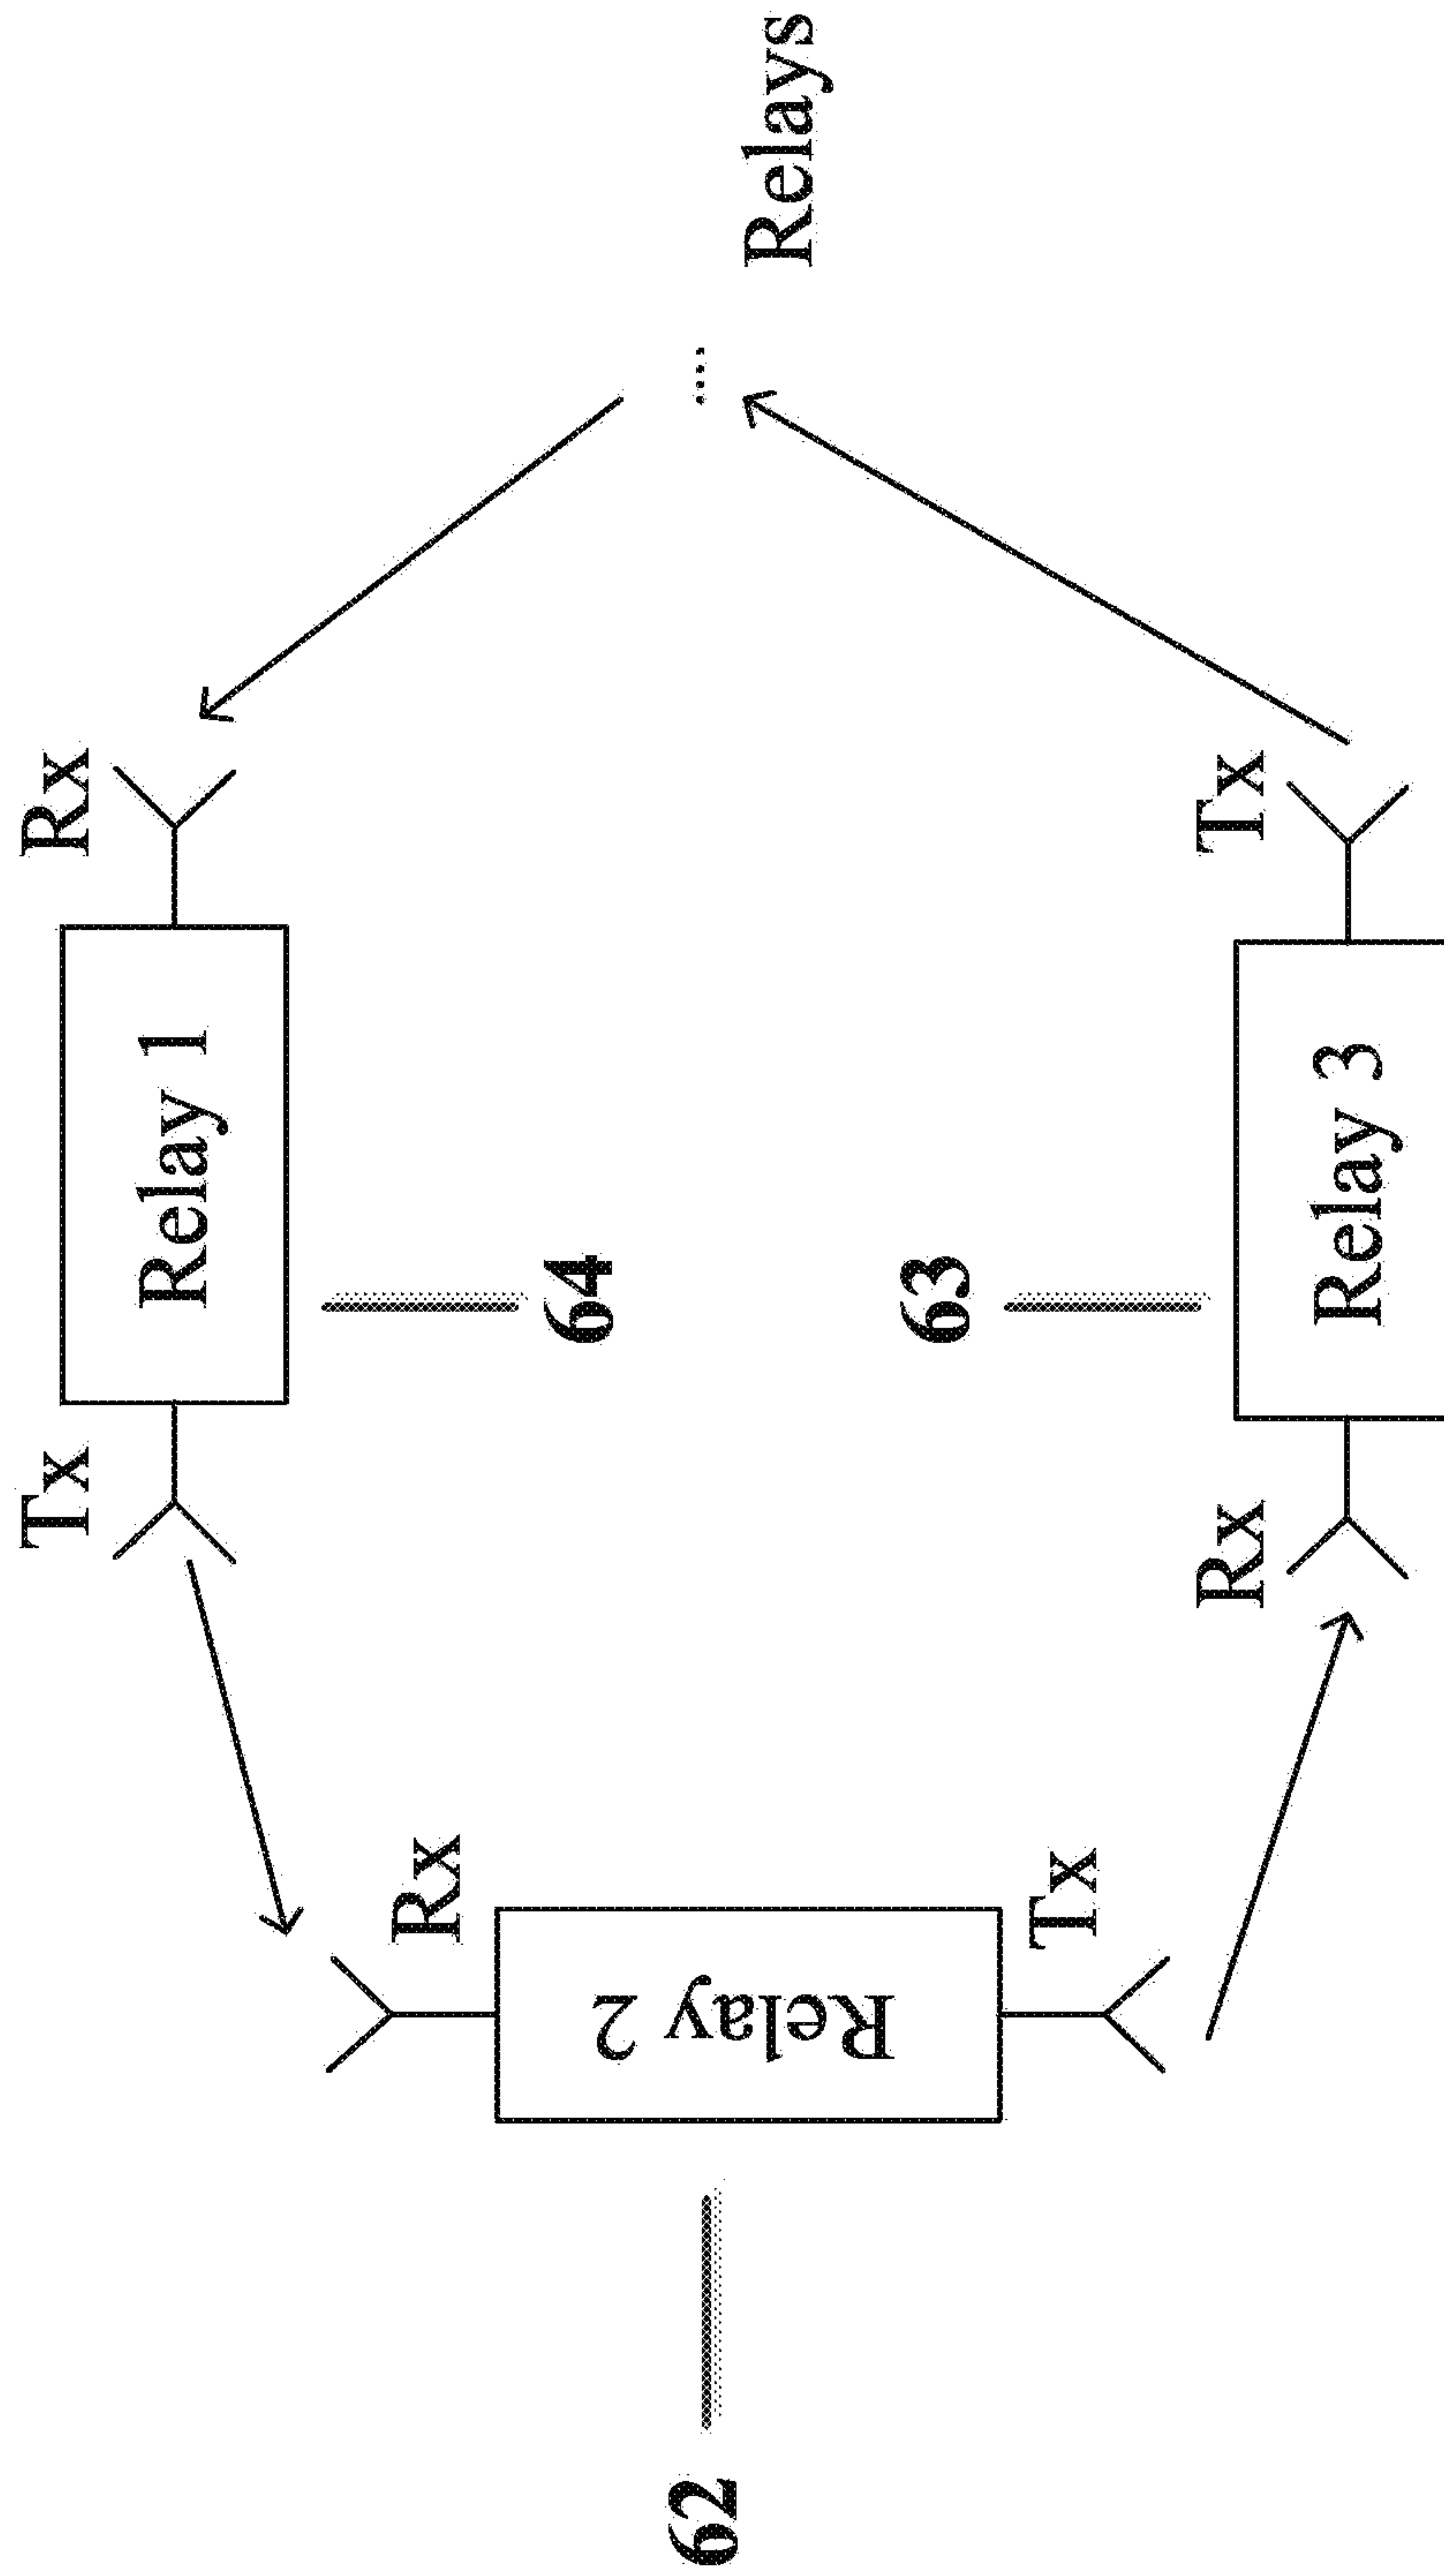 Tx
Relay 1
Rx
64
62
Relay 2
Rx
Tx
63
Rx
Relay 3
Tx
....
Relays